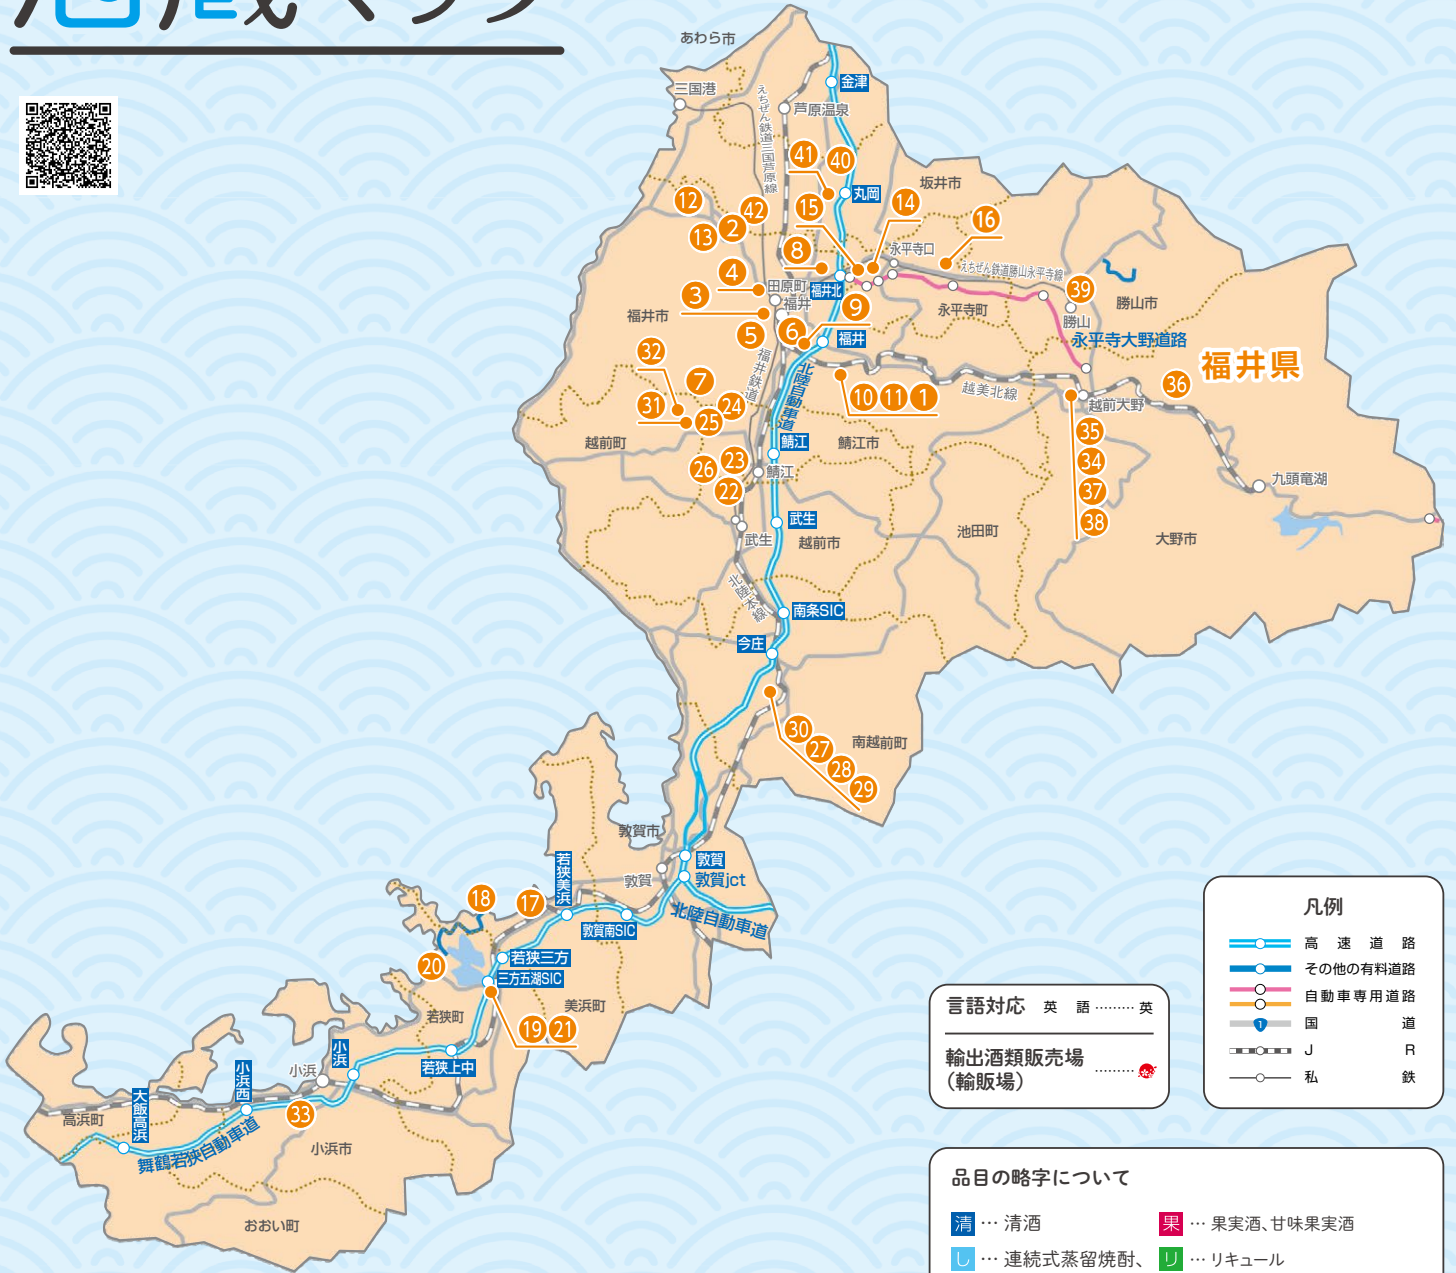 マップ
あわら市
三国港
えちぜん鉄道三国芦原線
芦原温泉
金津
41
40
丸岡
坂井市
12
42
15
14
13
2
16
8
永平寺口
えちぜん鉄道勝山永平寺線
4
田原町
福井北
39
勝山市
3
福井
9
永平寺町
勝山
福井市
5
6
福井
永平寺大野道路
福井県
32
福井鉄道
北陸自動車道
7
10
11
1
越美北線
36
越前大野
31
25
24
35
越前町
鯖江
鯖江市
34
26
23
鯖江
37
九頭竜湖
22
38
武生
武生
越前市
池田町
大野市
北陸本線
南条SIC
今庄
30
27
28
29
南越前町
敦賀市
若狭美浜
敦賀
敦賀
敦賀jct
18
17
北陸自動車道
敦賀南SIC
20
若狭三方
三方五湖SIC
美浜町
若狭町
19
21
小浜
小浜
若狭上中
小浜西
大飯高浜
33
高浜町
舞鶴若狭自動車道
小浜市
おおい町
凡例
高速道路
その他の有料道路
自動車専用道路
1
国道
JR
私鉄
言語対応 英語 ……… 英
輸出酒類販売場
(輸販場) ………
品目の略字について
清 … 清酒
果 … 果実酒、甘味果実酒
し … 連続式蒸留焼酎、
リ … リキュール